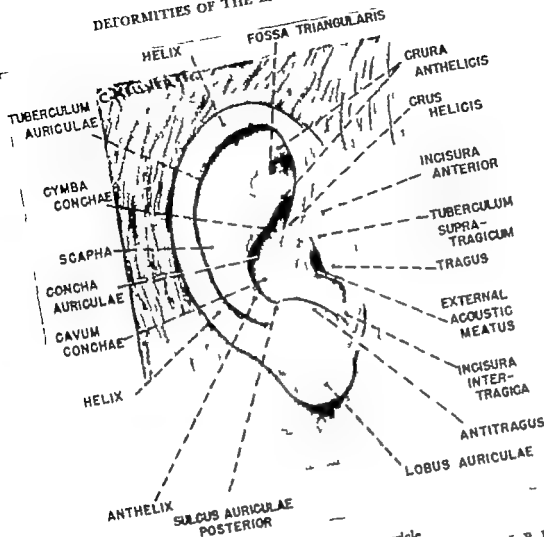 DEFORMITIES OF THE
HELIX
FOSSA TRIANGULARIS
CRURA
ANTHELICIS
CRUS
HELICIS
TUBERCULUM
AURICULAE
INCISURA
ANTERIOR
CYMBA
CONCHAE
TUBERCULUM
SUPRA-
TRAGICUM
SCAPHA
TRAGUS
CONCHA
AURICULAE
EXTERNAL
ACOUSTIC
MEATUS
CAVUM
CONCHAE
INCISURA
INTER-
TRAGICA
HELIX
ANTITRAGUS
LOBUS AURICULAE
ANTHELIX
SULCUS AURICULAE
POSTERIOR